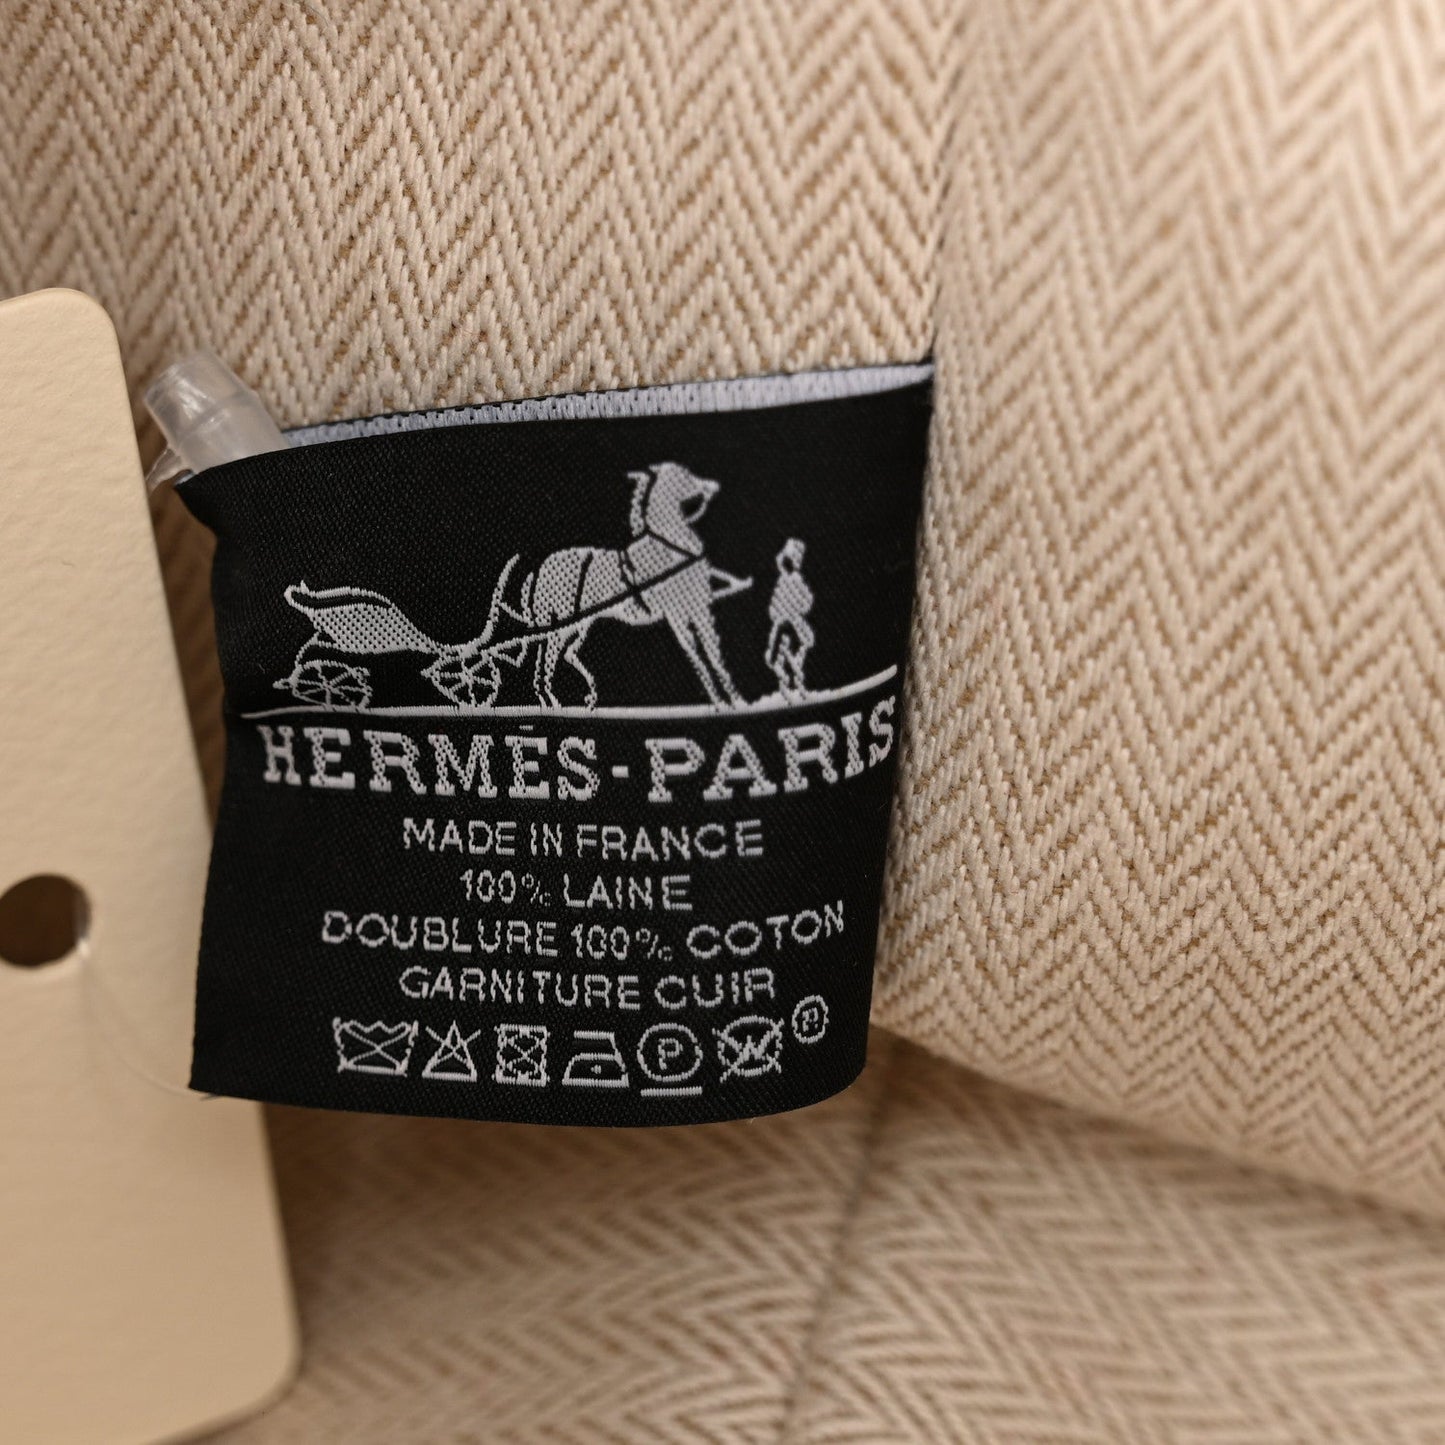 HERMÈS-PARIS
MADE IN FRANCE
100% LAINE
DOUBLURE 100% COTON
GARNITURE CUIR
P W